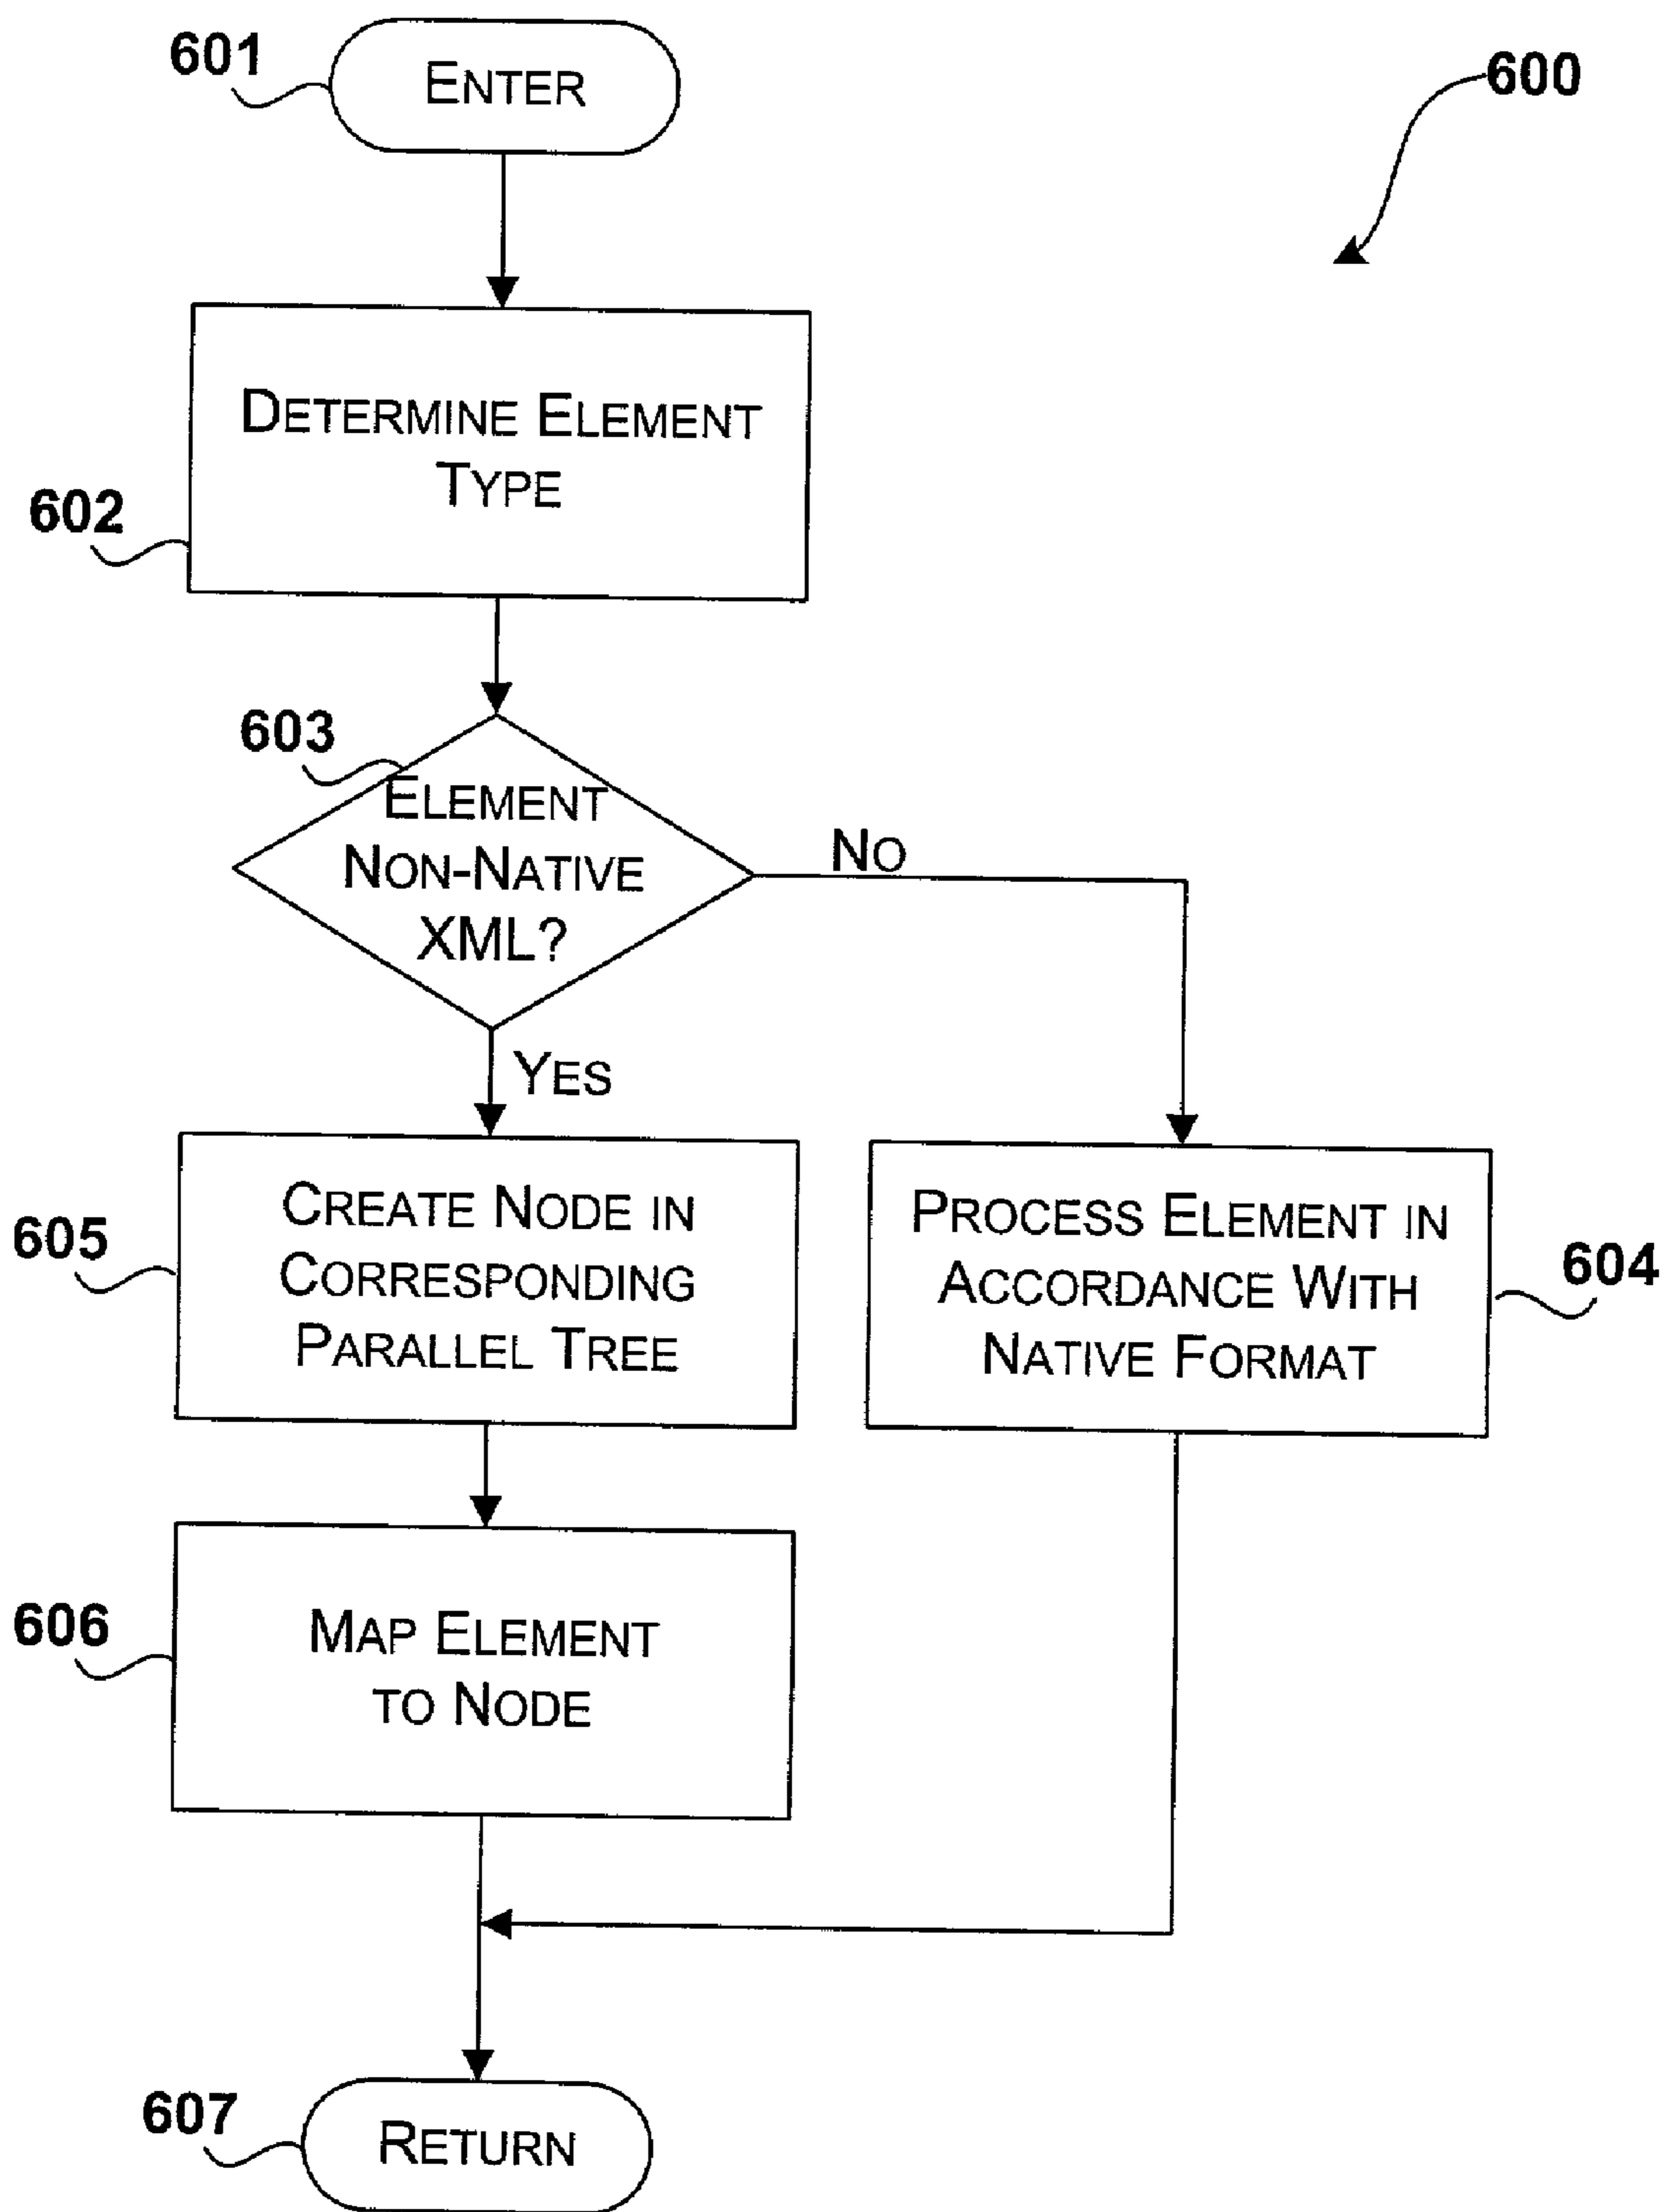 601
ENTER
600
DETERMINE ELEMENT
TYPE
602
603
ELEMENT
NON-NATIVE
XML?
NO
YES
605
CREATE NODE IN
CORRESPONDING
PARALLEL TREE
PROCESS ELEMENT IN
ACCORDANCE WITH
NATIVE FORMAT
604
606
MAP ELEMENT
TO NODE
607
RETURN